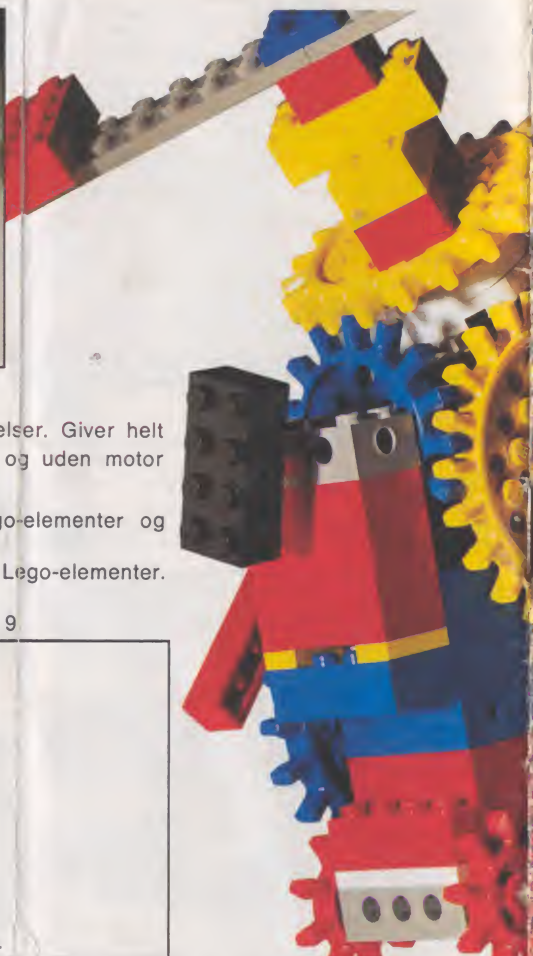 elser. Giver helt
og uden motor
go-elementer og
Lego-elementer.
9